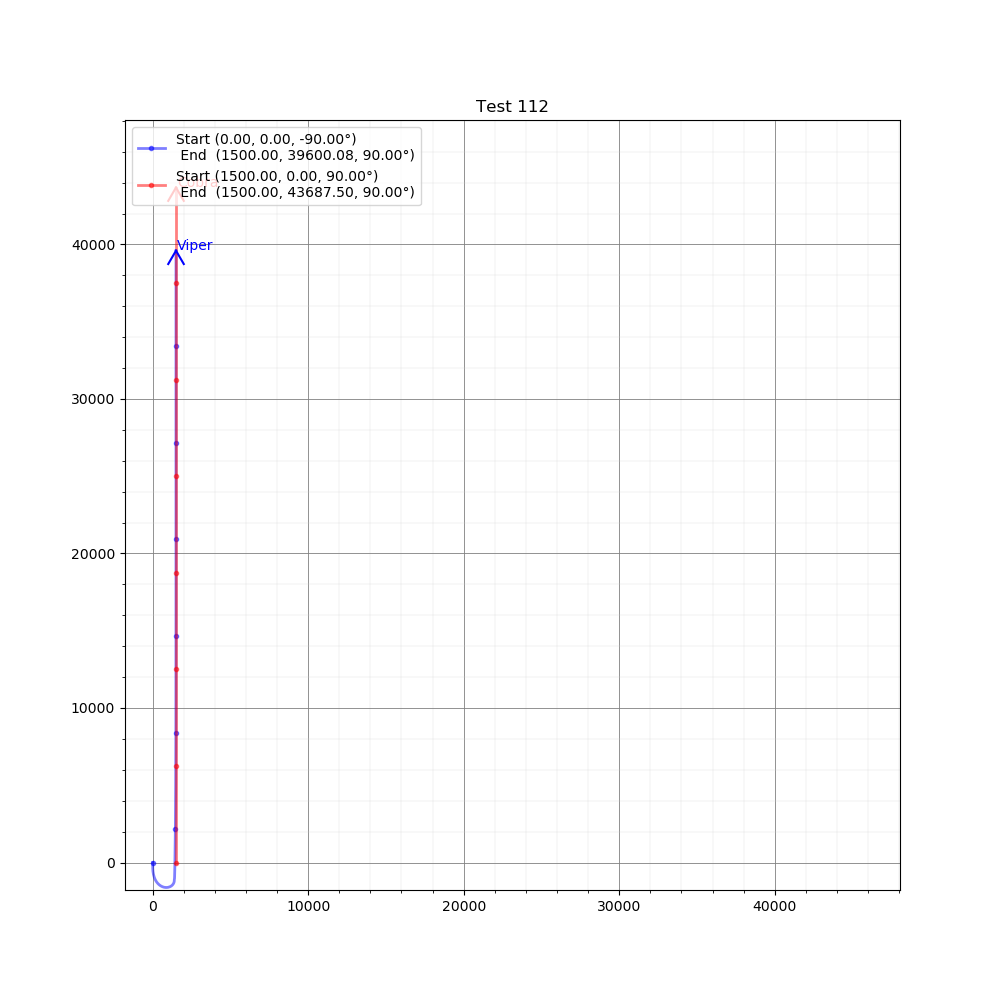 Test 112
Start (0.00, 0.00, -90.00°)
End (1500.00, 39600.08, 90.00°)
Start (1500.00, 0.00, 90.00°)
End (1500.00, 43687.50, 90.00°)
Viper
40000
30000
20000
10000
0
0 10000 20000 30000 40000